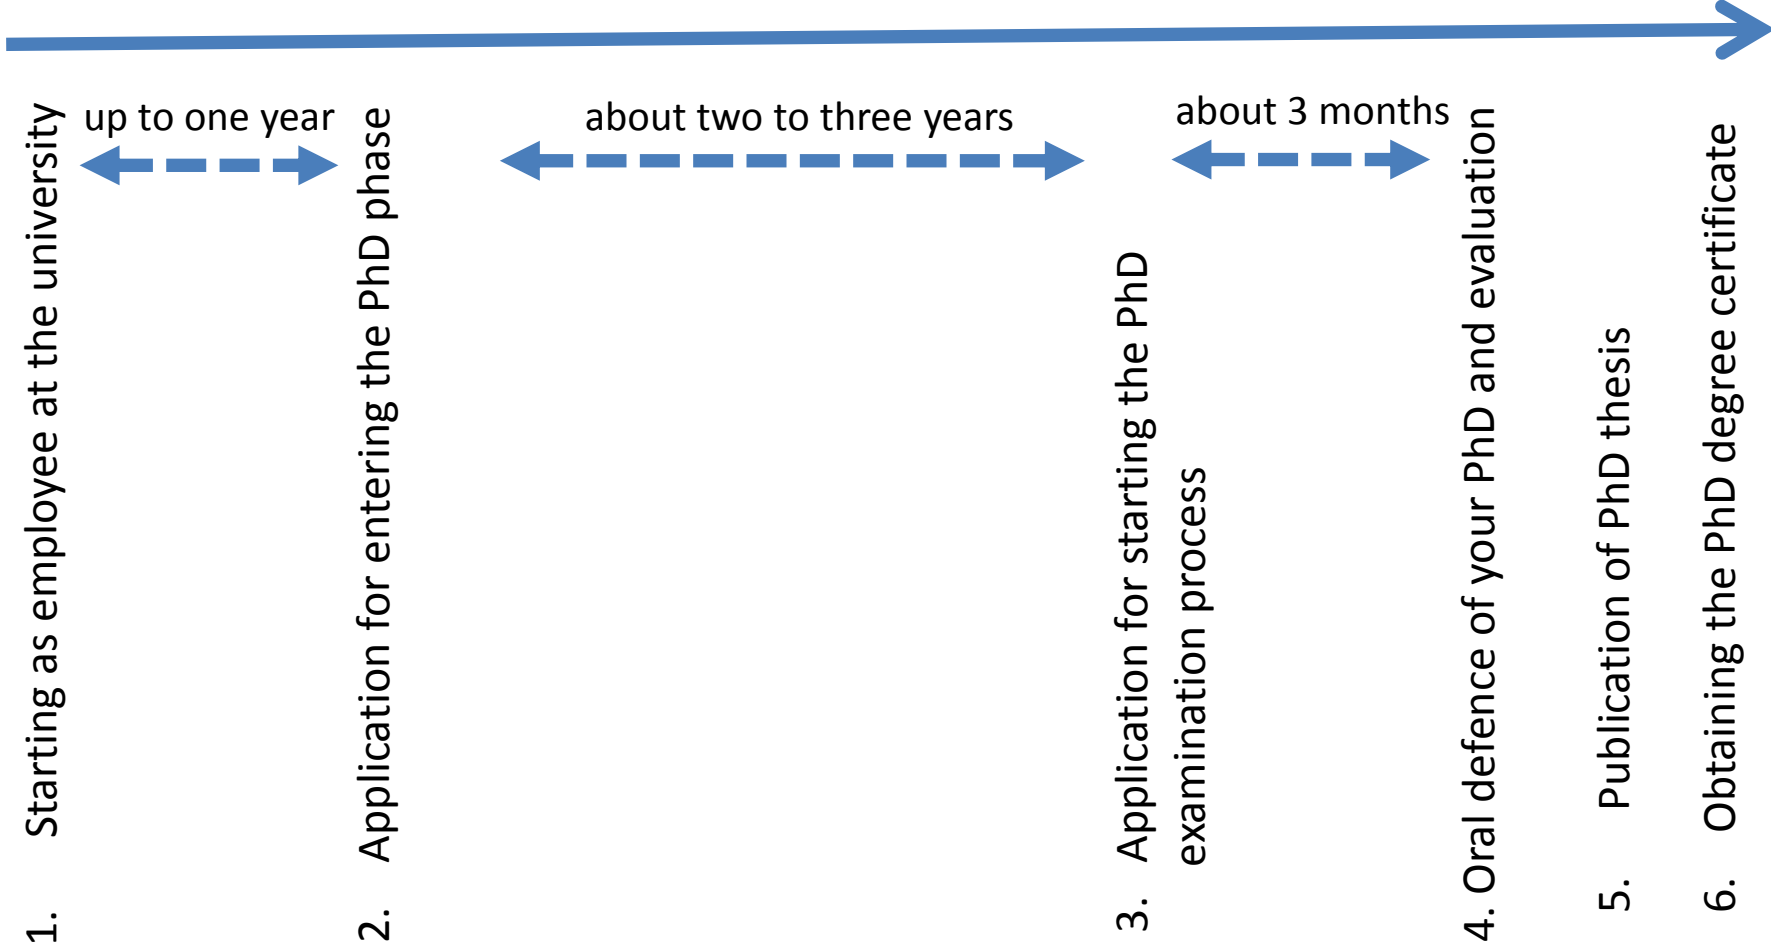 up to one year
about two to three years
about 3 months
1. Starting as employee at the university
2. Application for entering the PhD phase
3. Application for starting the PhD
examination process
4. Oral defence of your PhD and evaluation
5. Publication of PhD thesis
6. Obtaining the PhD degree certificate